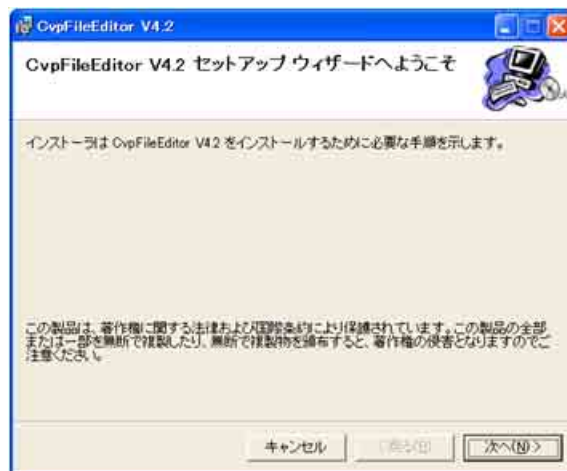 CvpFileEditor V4.2
CvpFileEditor V4.2 セットアップ ウィザードへようこそ
インストーラは CvpFileEditor V4.2 をインストールするために必要な手順を示します。
この製品は、著作権に関する法律および国際条約により保護されています。この製品の全部
または一部を無断で複製したり、無断で複製物を頒布すると、著作権の侵害となりますのでご
注意ください。
キャンセル
< 戻る(B)
次へ(N) >